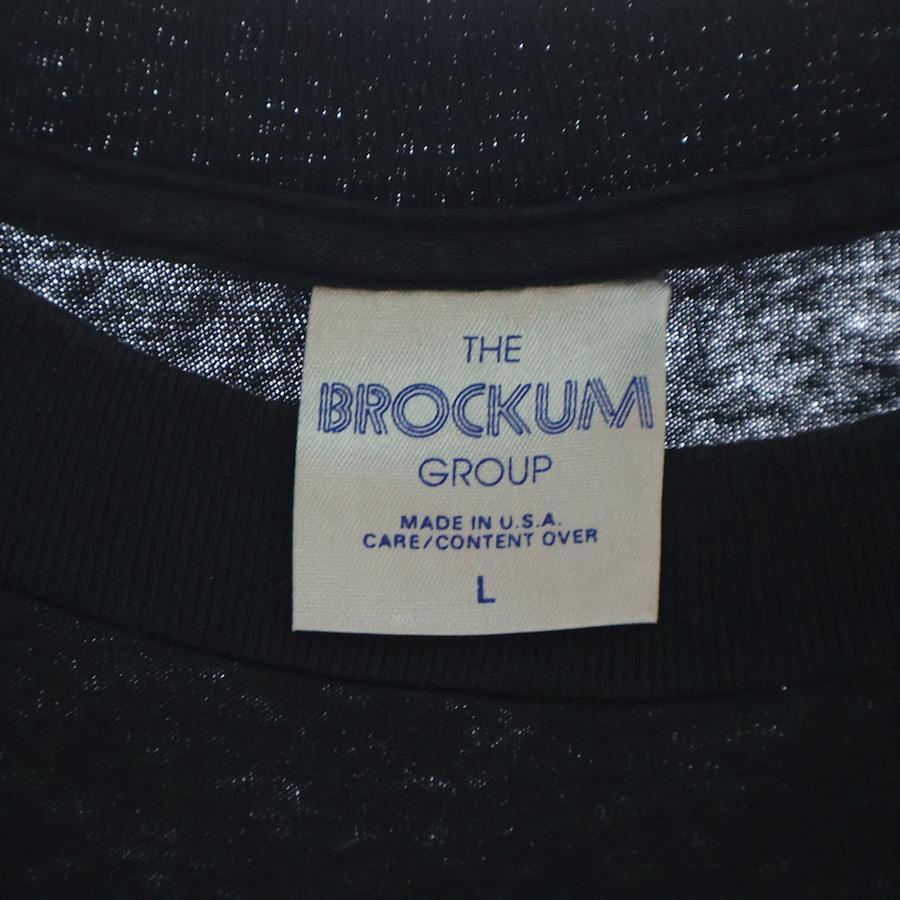 THE
BROCKUM
GROUP
MADE IN U.S.A.
CARE/CONTENT OVER
L